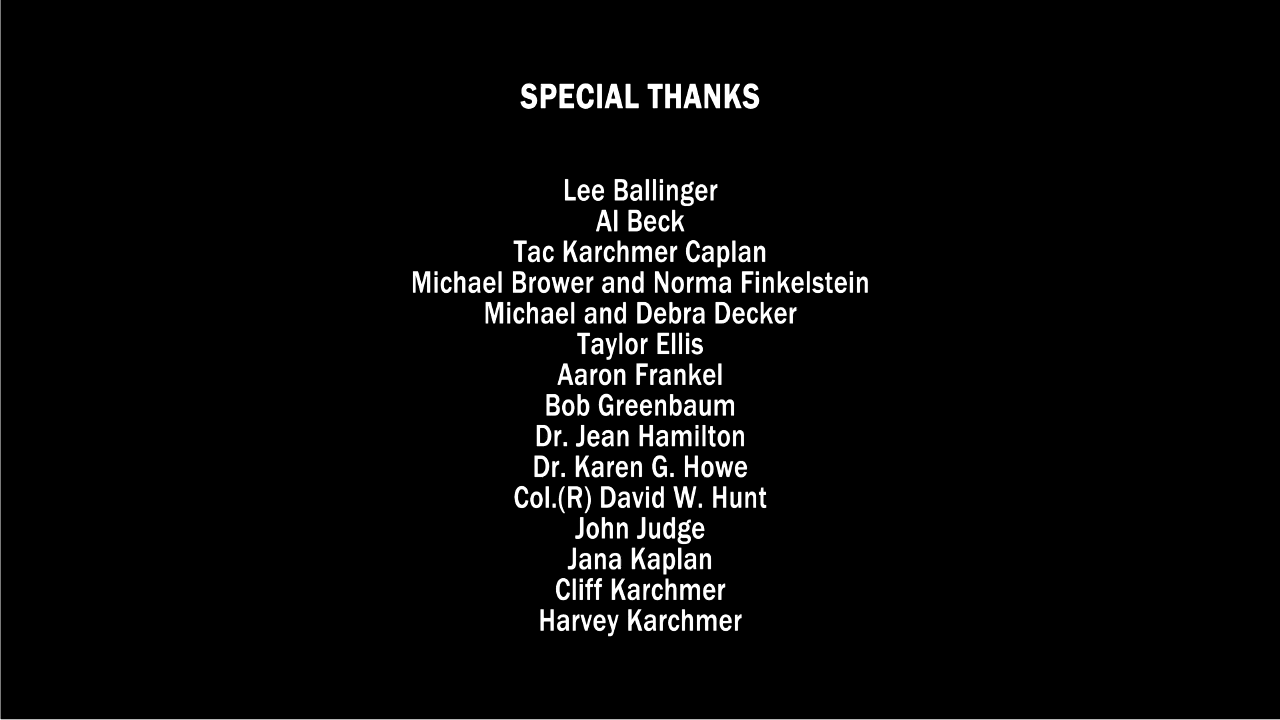 SPECIAL THANKS
Lee Ballinger
Al Beck
Tac Karchmer Caplan
Michael Brower and Norma Finkelstein
Michael and Debra Decker
Taylor Ellis
Aaron Frankel
Bob Greenbaum
Dr. Jean Hamilton
Dr. Karen G. Howe
Col.(R) David W. Hunt
John Judge
Jana Kaplan
Cliff Karchmer
Harvey Karchmer